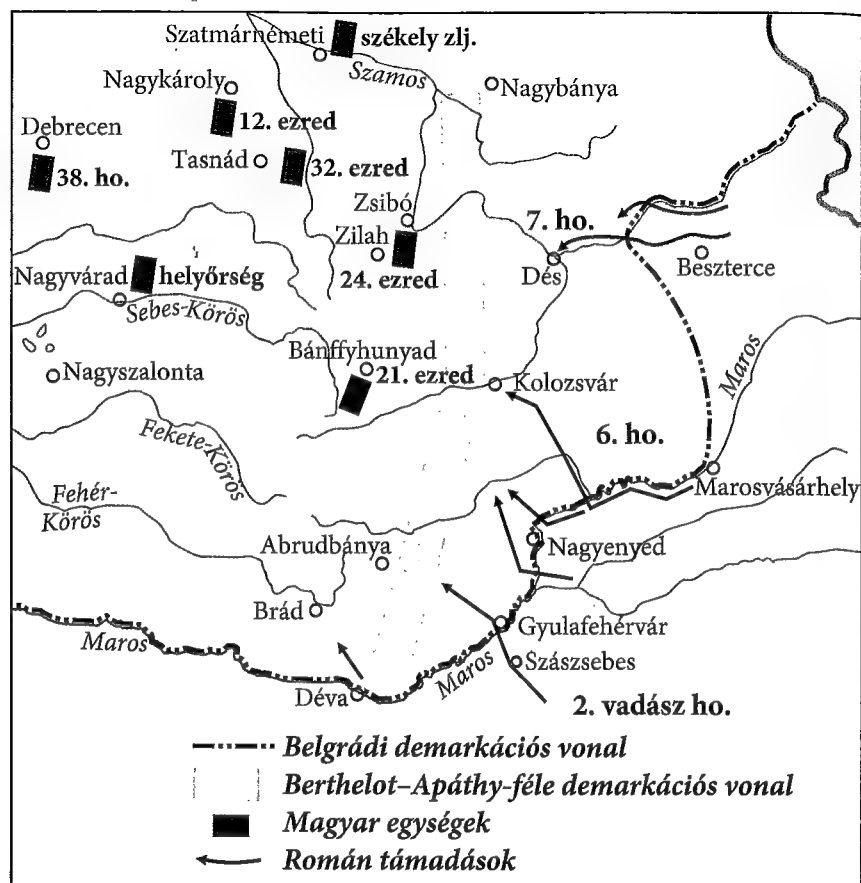 Szatmárnémeti
székely zlj.
Szamos
Nagykároly
Nagybánya
12. ezred
Debrecen
Tasnád
32. ezred
38. ho.
Zsibó
7. ho.
Zilah
Nagyvárad
helyőrség
24. ezred
Dés
Beszterce
Sebes-Körös
Bánffyhunyad
Maros
Nagyszalonta
21. ezred
Kolozsvár
Fekete-Körös
6. ho.
Fehér-
Körös
Marosvásárhely
Abrudbánya
Nagyenyed
Brád
Gyulafehérvár
Maros
Maros
Szászsebes
Déva
2. vadász ho.
Belgrádi demarkációs vonal
Berthelot–Apáthy-féle demarkációs vonal
Magyar egységek
Román támadások